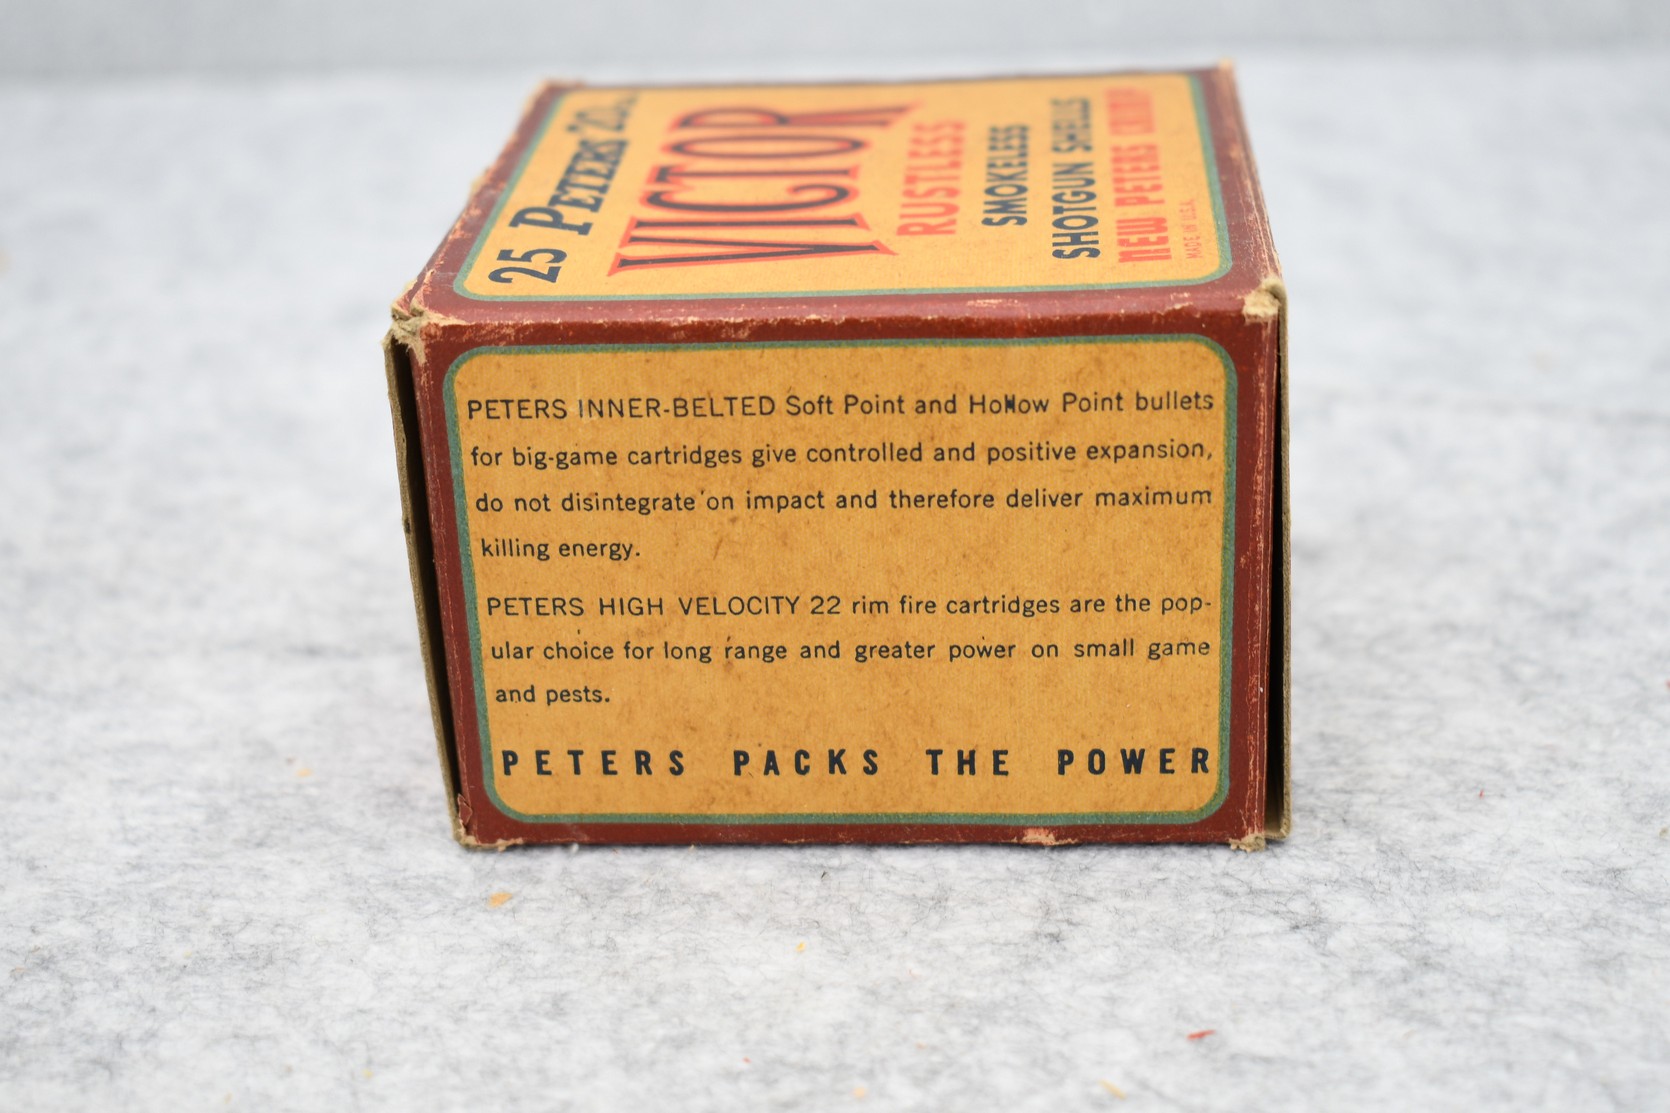 25 PETERS 20
VICTOR
RUSTLESS
SMOKELESS
SHOTGUN SHELLS
NEW PETERS CRIMP
MADE IN U.S.A.
PETERS INNER-BELTED Soft Point and Hollow Point bullets
for big-game cartridges give controlled and positive expansion,
do not disintegrate on impact and therefore deliver maximum
killing energy.
PETERS HIGH VELOCITY 22 rim fire cartridges are the pop-
ular choice for long range and greater power on small game
and pests.
PETERS PACKS THE POWER